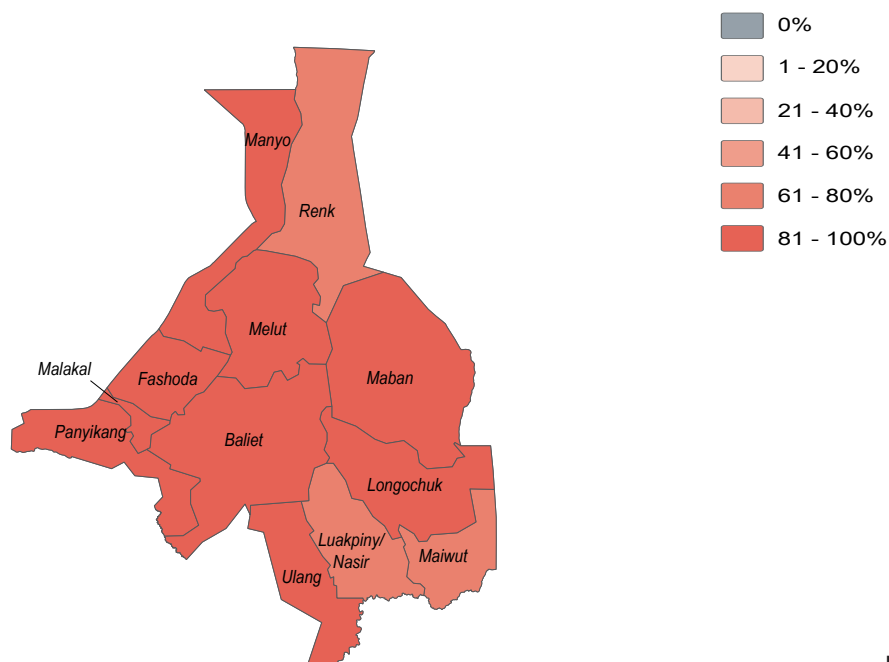 0%
1 - 20%
21 - 40%
41 - 60%
61 - 80%
81 - 100%
Manyo
Renk
Melut
Malakal
Fashoda
Maban
Panyikang
Baliet
Longochuk
Luakpiny/
Nasir
Maiwut
Ulang